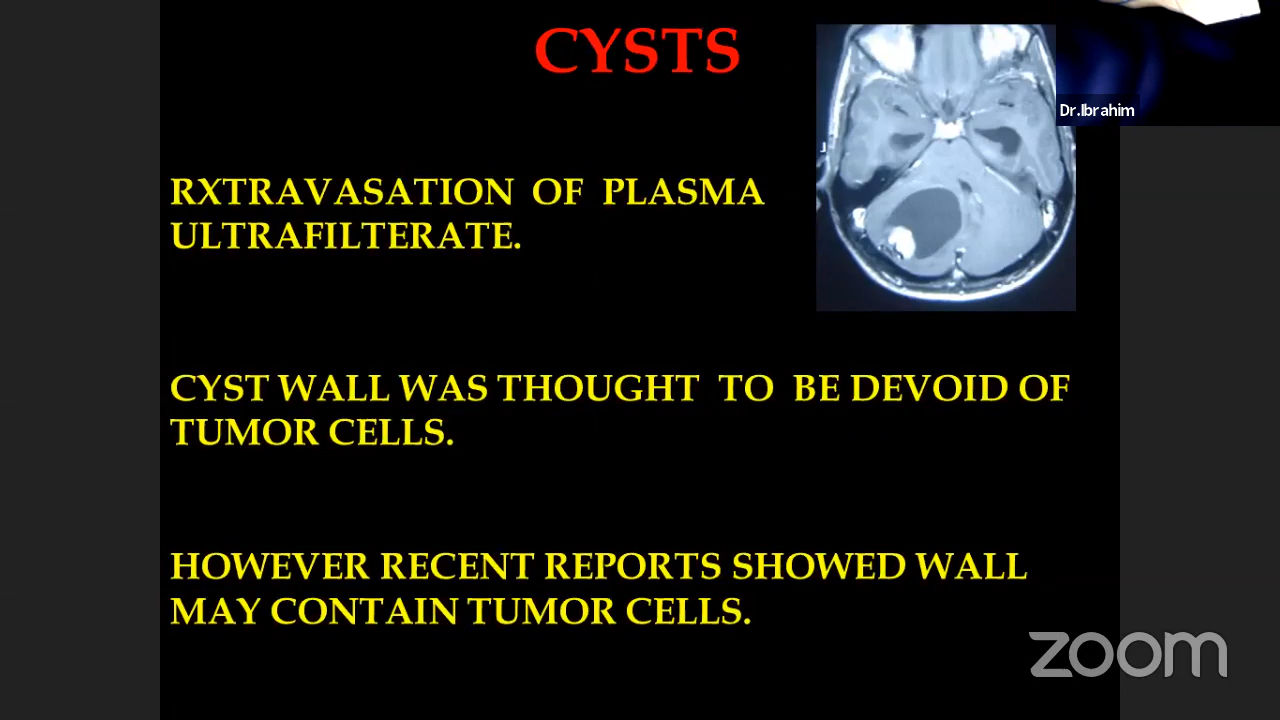 CYSTS
Dr.Ibrahim
RXTRAVASATION OF PLASMA
ULTRAFILTERATE.
CYST WALL WAS THOUGHT TO BE DEVOID OF
TUMOR CELLS.
HOWEVER RECENT REPORTS SHOWED WALL
MAY CONTAIN TUMOR CELLS.
zoom